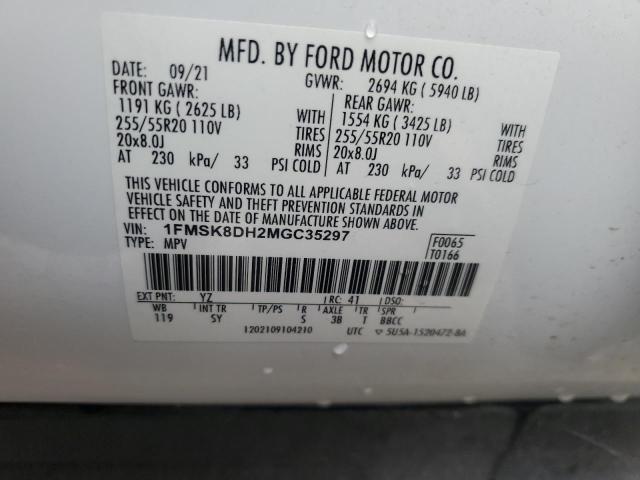 MFD. BY FORD MOTOR CO.
DATE: 09/21 GVWR: 2694 KG ( 5940 LB)
FRONT GAWR: REAR GAWR:
1191 KG ( 2625 LB) WITH 1554 KG ( 3425 LB) WITH
255/55R20 110V TIRES 255/55R20 110V TIRES
20x8.0J RIMS 20x8.0J RIMS
AT 230 kPa/ 33 PSI COLD AT 230 kPa/ 33 PSI COLD
THIS VEHICLE CONFORMS TO ALL APPLICABLE FEDERAL MOTOR
VEHICLE SAFETY AND THEFT PREVENTION STANDARDS IN
EFFECT ON THE DATE OF MANUFACTURE SHOWN ABOVE.
VIN: 1FMSK8DH2MGC35297 F0065
TYPE: MPV T0166
EXT PNT: YZ RC: 41 DSO:
WB INT TR TP/PS R AXLE TR SPR
119 SY S 3B T BBCC
1202109104210 UTC 5U5A-1520472-BA